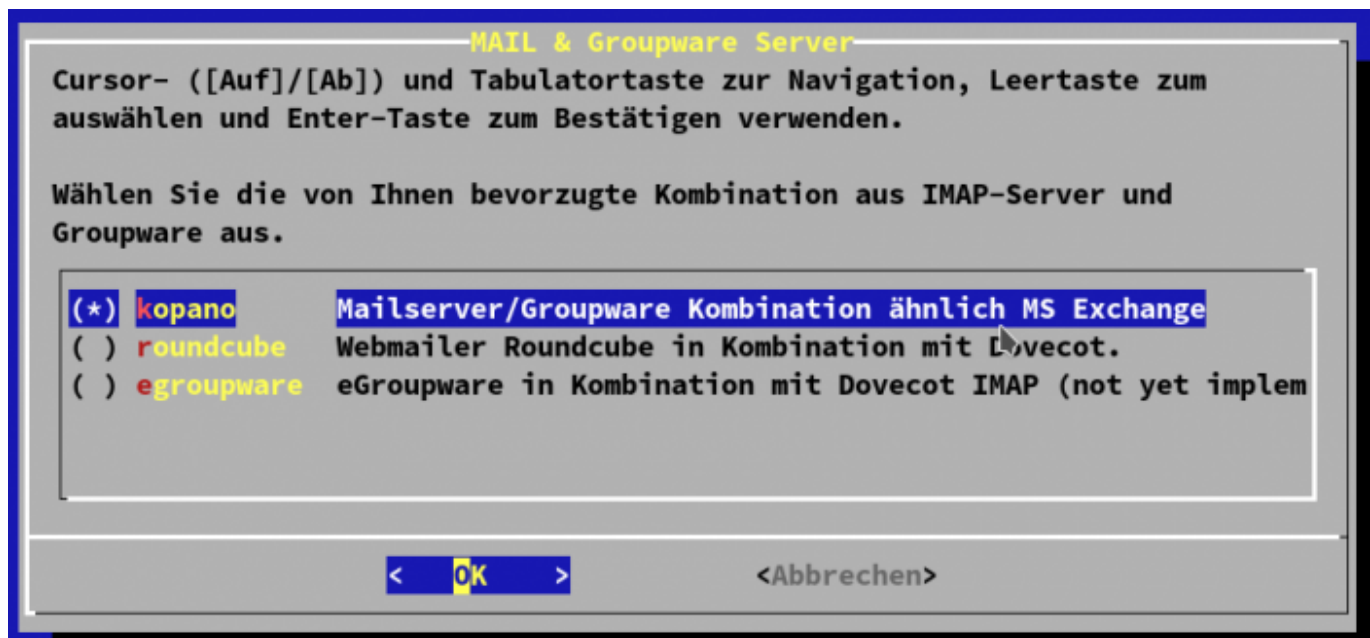 MAIL & Groupware Server
Cursor- ([Auf]/[Ab]) und Tabulatortaste zur Navigation, Leertaste zum
auswählen und Enter-Taste zum Bestätigen verwenden.
Wählen Sie die von Ihnen bevorzugte Kombination aus IMAP-Server und
Groupware aus.
(*) kopano Mailserver/Groupware Kombination ähnlich MS Exchange
( ) roundcube Webmailer Roundcube in Kombination mit Dovecot.
( ) egroupware eGroupware in Kombination mit Dovecot IMAP (not yet implem
< OK > <Abbrechen>